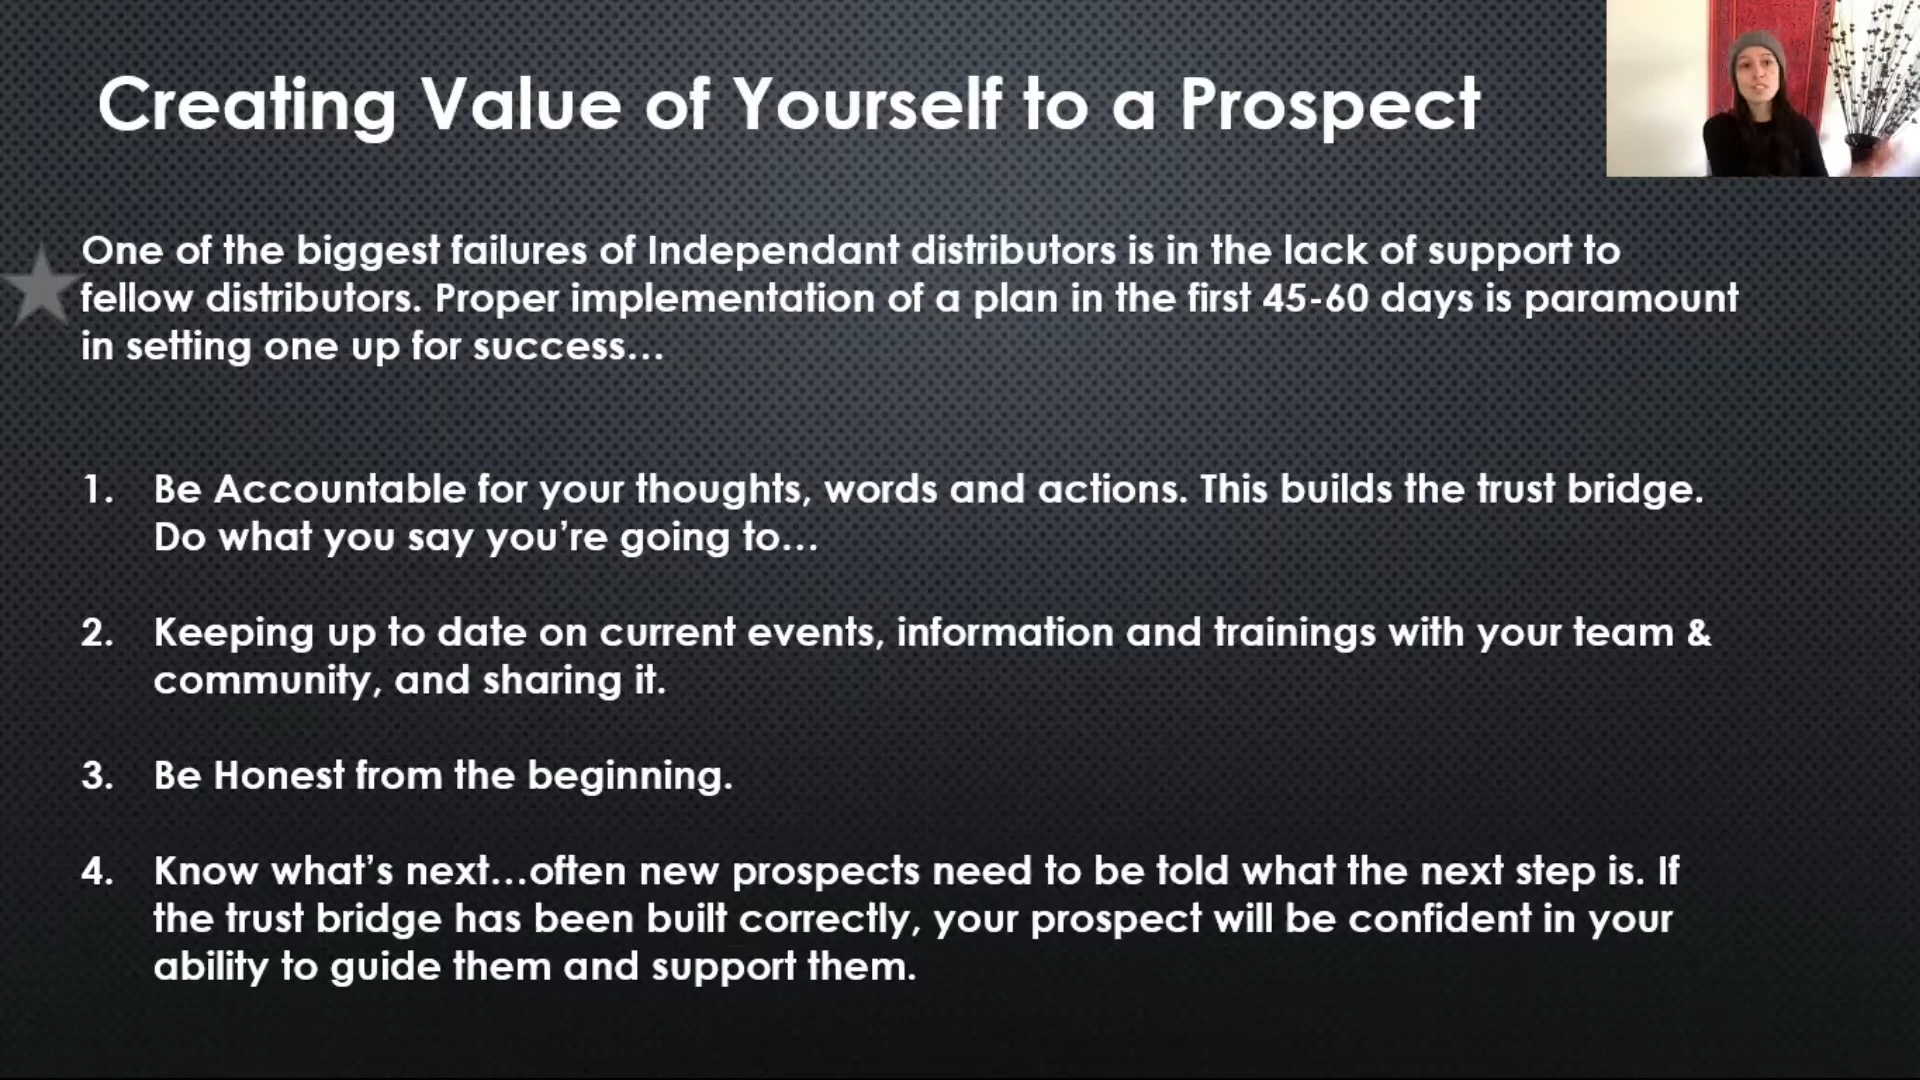 Creating Value of Yourself to a Prospect
One of the biggest failures of Independant distributors is in the lack of support to
fellow distributors. Proper implementation of a plan in the first 45-60 days is paramount
in setting one up for success…
1. Be Accountable for your thoughts, words and actions. This builds the trust bridge.
Do what you say you’re going to…
2. Keeping up to date on current events, information and trainings with your team &
community, and sharing it.
3. Be Honest from the beginning.
4. Know what’s next…often new prospects need to be told what the next step is. If
the trust bridge has been built correctly, your prospect will be confident in your
ability to guide them and support them.